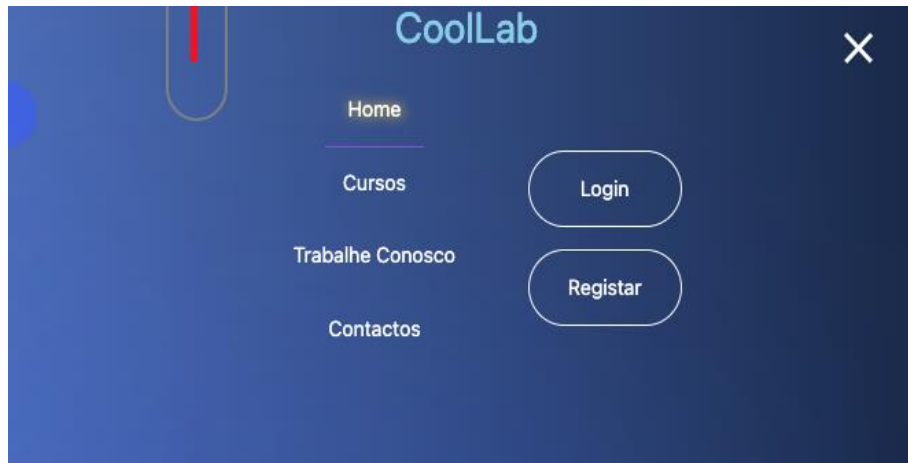 CoolLab
Home
Cursos
Trabalhe Conosco
Contactos
Login
Registar